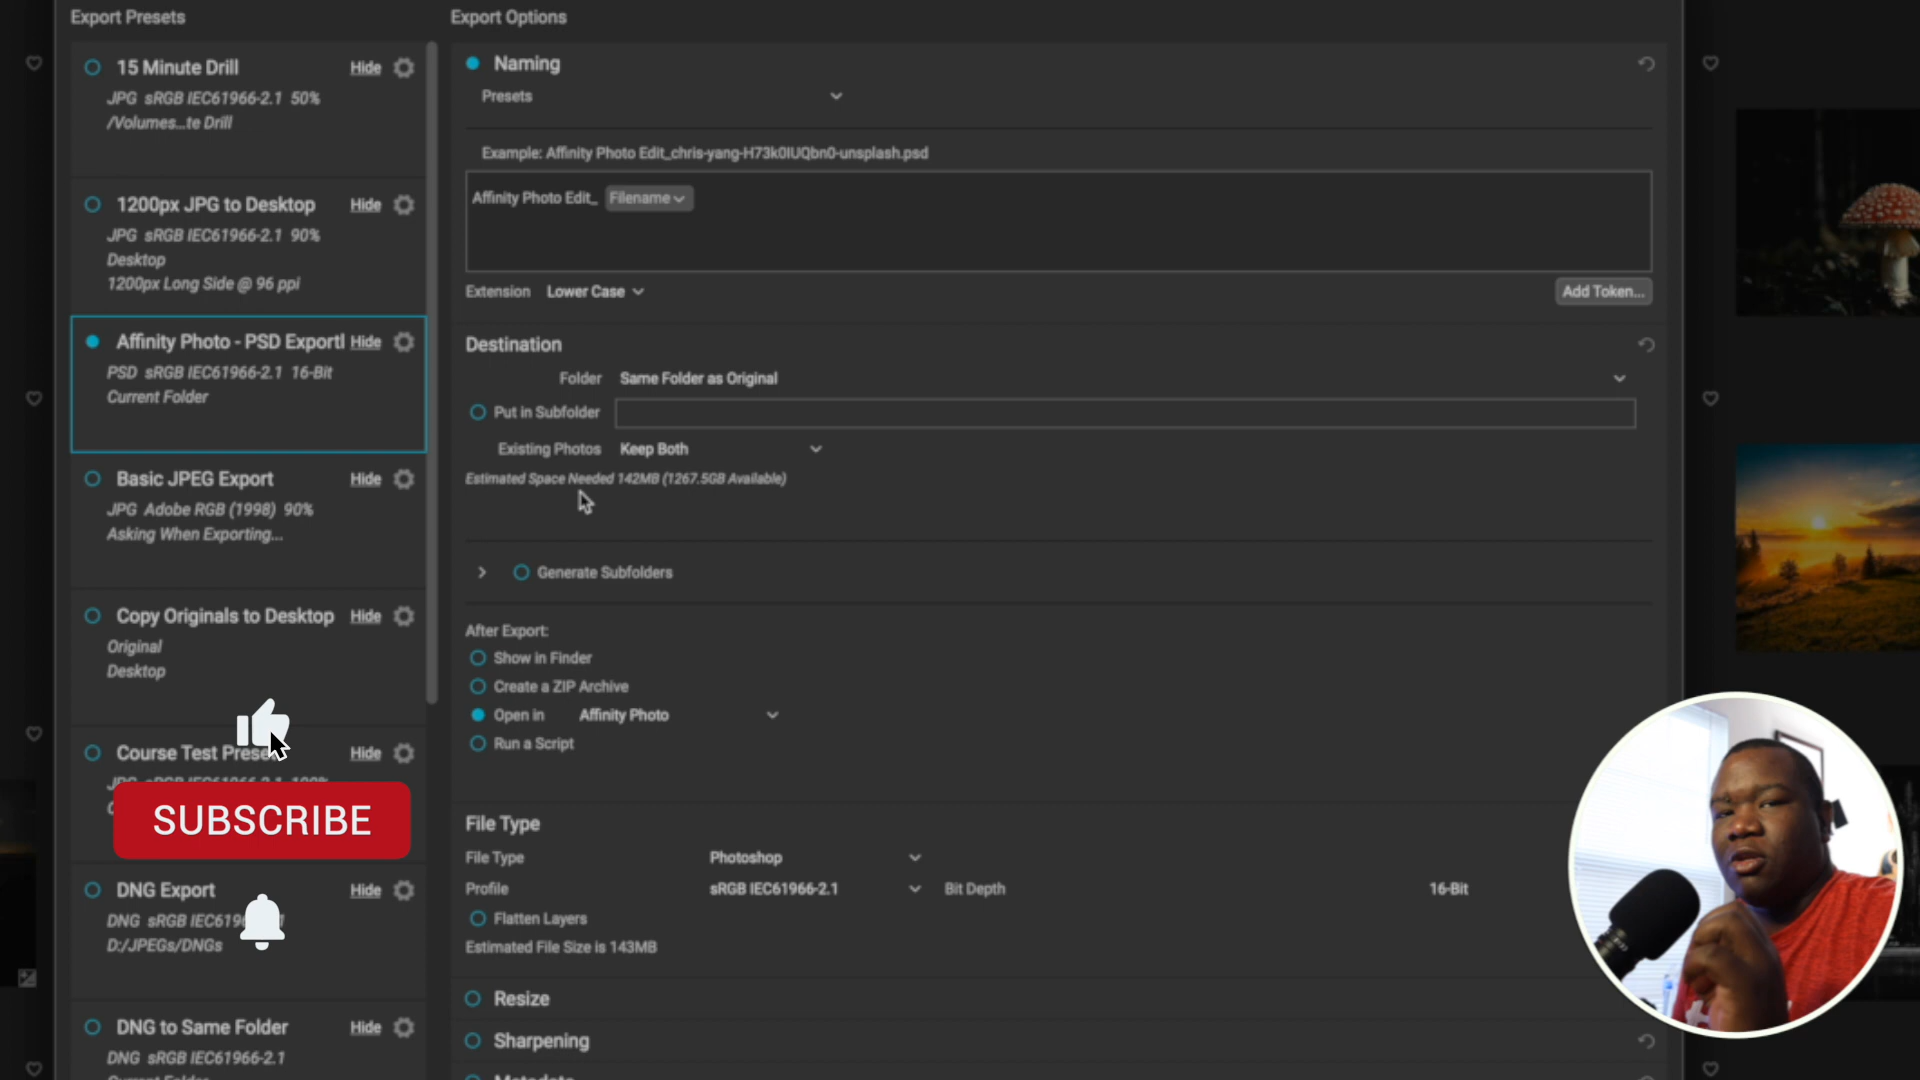 Export Presets
15 Minute Drill Hide
JPG sRGB IEC61966-2.1 50%
/Volumes...te Drill
1200px JPG to Desktop Hide
JPG sRGB IEC61966-2.1 90%
Desktop
1200px Long Side @ 96 ppi
Affinity Photo - PSD Export Hide
PSD sRGB IEC61966-2.1 16-Bit
Current Folder
Basic JPEG Export Hide
JPG Adobe RGB (1998) 90%
Asking When Exporting...
Copy Originals to Desktop Hide
Original
Desktop
Course Test Hide
SUBSCRIBE
DNG Export Hide
DNG sRGB
D:/JPEGs/DNGs
DNG to Same Folder Hide
DNG sRGB IEC61966-2.1
Current Folder
Export Options
Naming
Presets
Example: Affinity Photo Edit_chris-yang-H73k0IUQbn0-unsplash.psd
Affinity Photo Edit_ Filename
Extension Lower Case Add Token...
Destination
Folder Same Folder as Original
Put in Subfolder
Existing Photos Keep Both
Estimated Space Needed 142MB (1267.5GB Available)
Generate Subfolders
After Export:
Show in Finder
Create a ZIP Archive
Open in Affinity Photo
Run a Script
File Type
File Type Photoshop
Profile sRGB IEC61966-2.1 Bit Depth 16-Bit
Flatten Layers
Estimated File Size is 143MB
Resize
Sharpening
Metadata